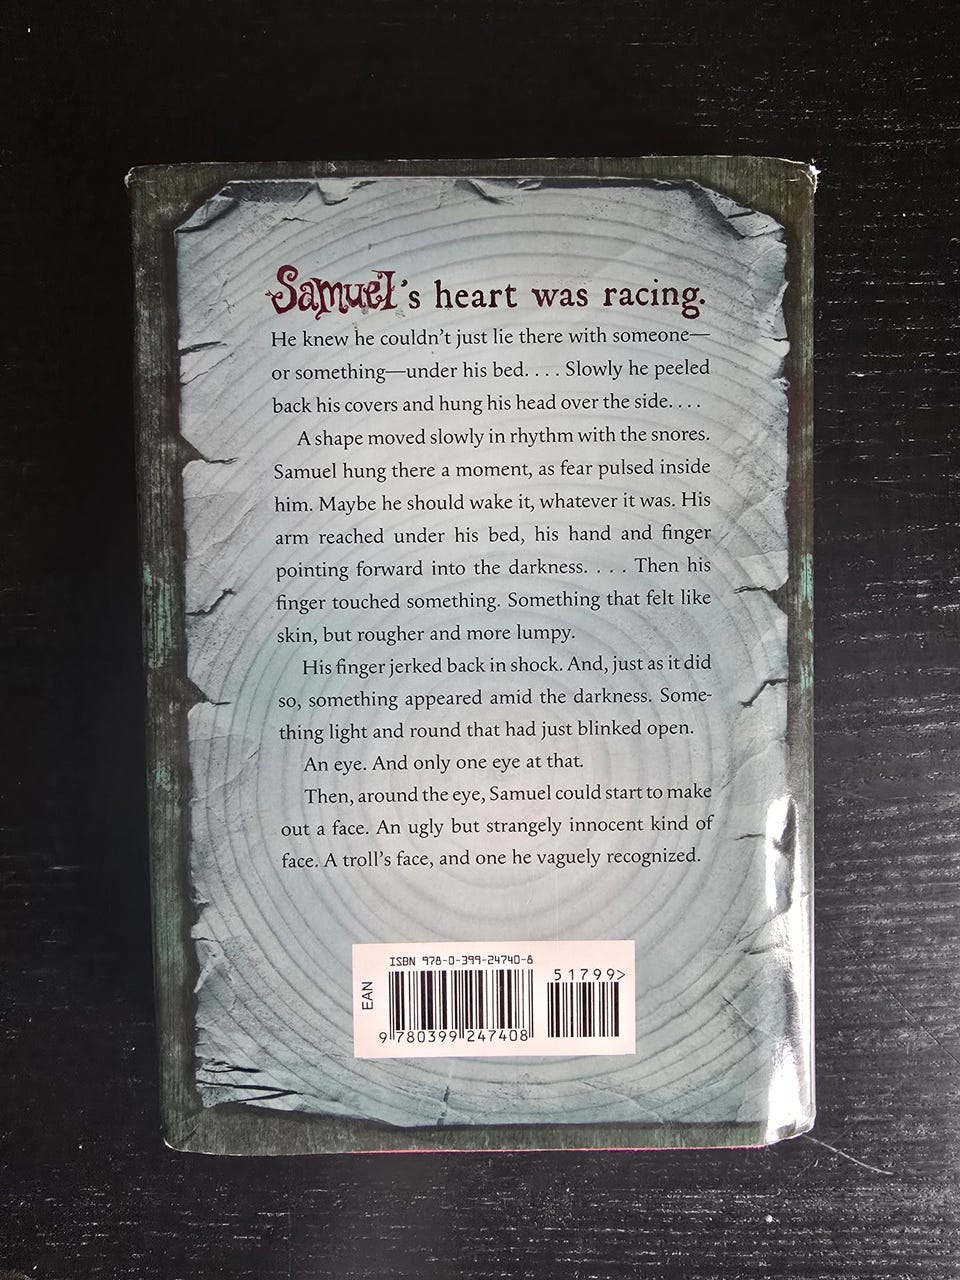 Samuel's heart was racing.
He knew he couldn't just lie there with someone—
or something—under his bed. . . . Slowly he peeled
back his covers and hung his head over the side. . . .
A shape moved slowly in rhythm with the snores.
Samuel hung there a moment, as fear pulsed inside
him. Maybe he should wake it, whatever it was. His
arm reached under his bed, his hand and finger
pointing forward into the darkness. . . . Then his
finger touched something. Something that felt like
skin, but rougher and more lumpy.
His finger jerked back in shock. And, just as it did
so, something appeared amid the darkness. Some-
thing light and round that had just blinked open.
An eye. And only one eye at that.
Then, around the eye, Samuel could start to make
out a face. An ugly but strangely innocent kind of
face. A troll's face, and one he vaguely recognized.
ISBN 978-0-399-24740-8
51799>
EAN
9 780399 247408